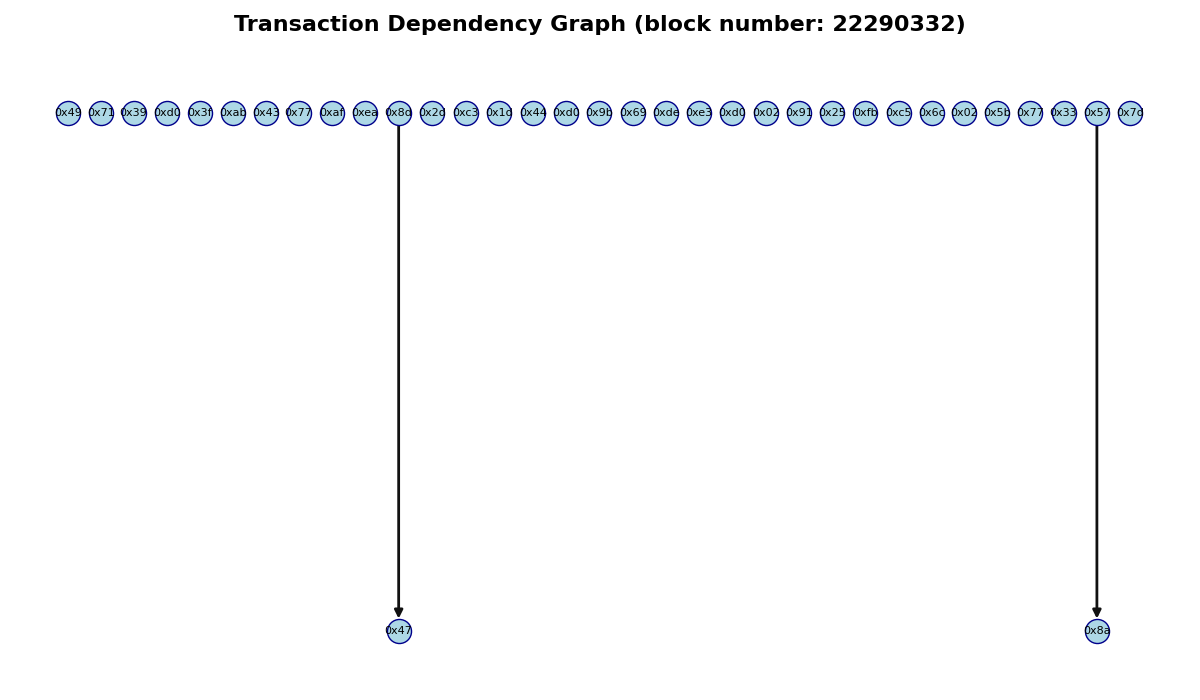 Transaction Dependency Graph (block number: 22290332)
0x49 0x71 0x39 0xd0 0x3f 0xab 0x43 0x77 0xaf 0xea 0x8d 0x2d 0xc3 0x1d 0x44 0xd0 0x9b 0x69 0xde 0xe3 0xd0 0x02 0x91 0x25 0xfb 0xc5 0x6c 0x02 0x5b 0x77 0x33 0x57
0x47 0x8a